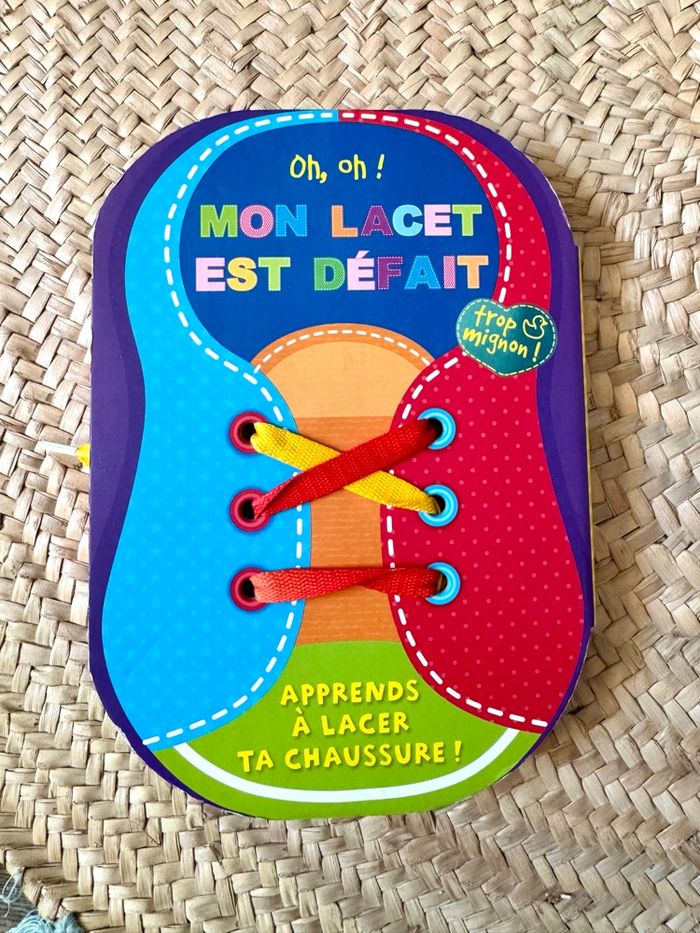 Oh, oh !
MON LACET
EST DÉFAIT
trop
mignon !
APPRENDS
À LACER
TA CHAUSSURE !